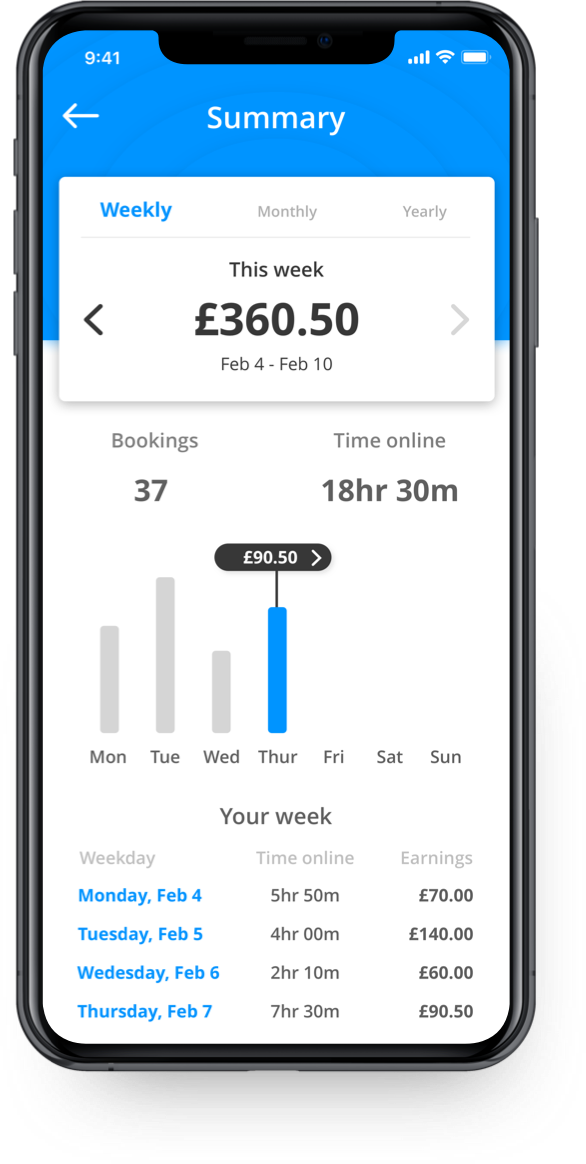 9:41
Summary
Weekly Monthly Yearly
This week
£360.50
Feb 4 - Feb 10
Bookings Time online
37 18hr 30m
£90.50
Mon Tue Wed Thur Fri Sat Sun
Your week
Weekday Time online Earnings
Monday, Feb 4 5hr 50m £70.00
Tuesday, Feb 5 4hr 00m £140.00
Wedesday, Feb 6 2hr 10m £60.00
Thursday, Feb 7 7hr 30m £90.50